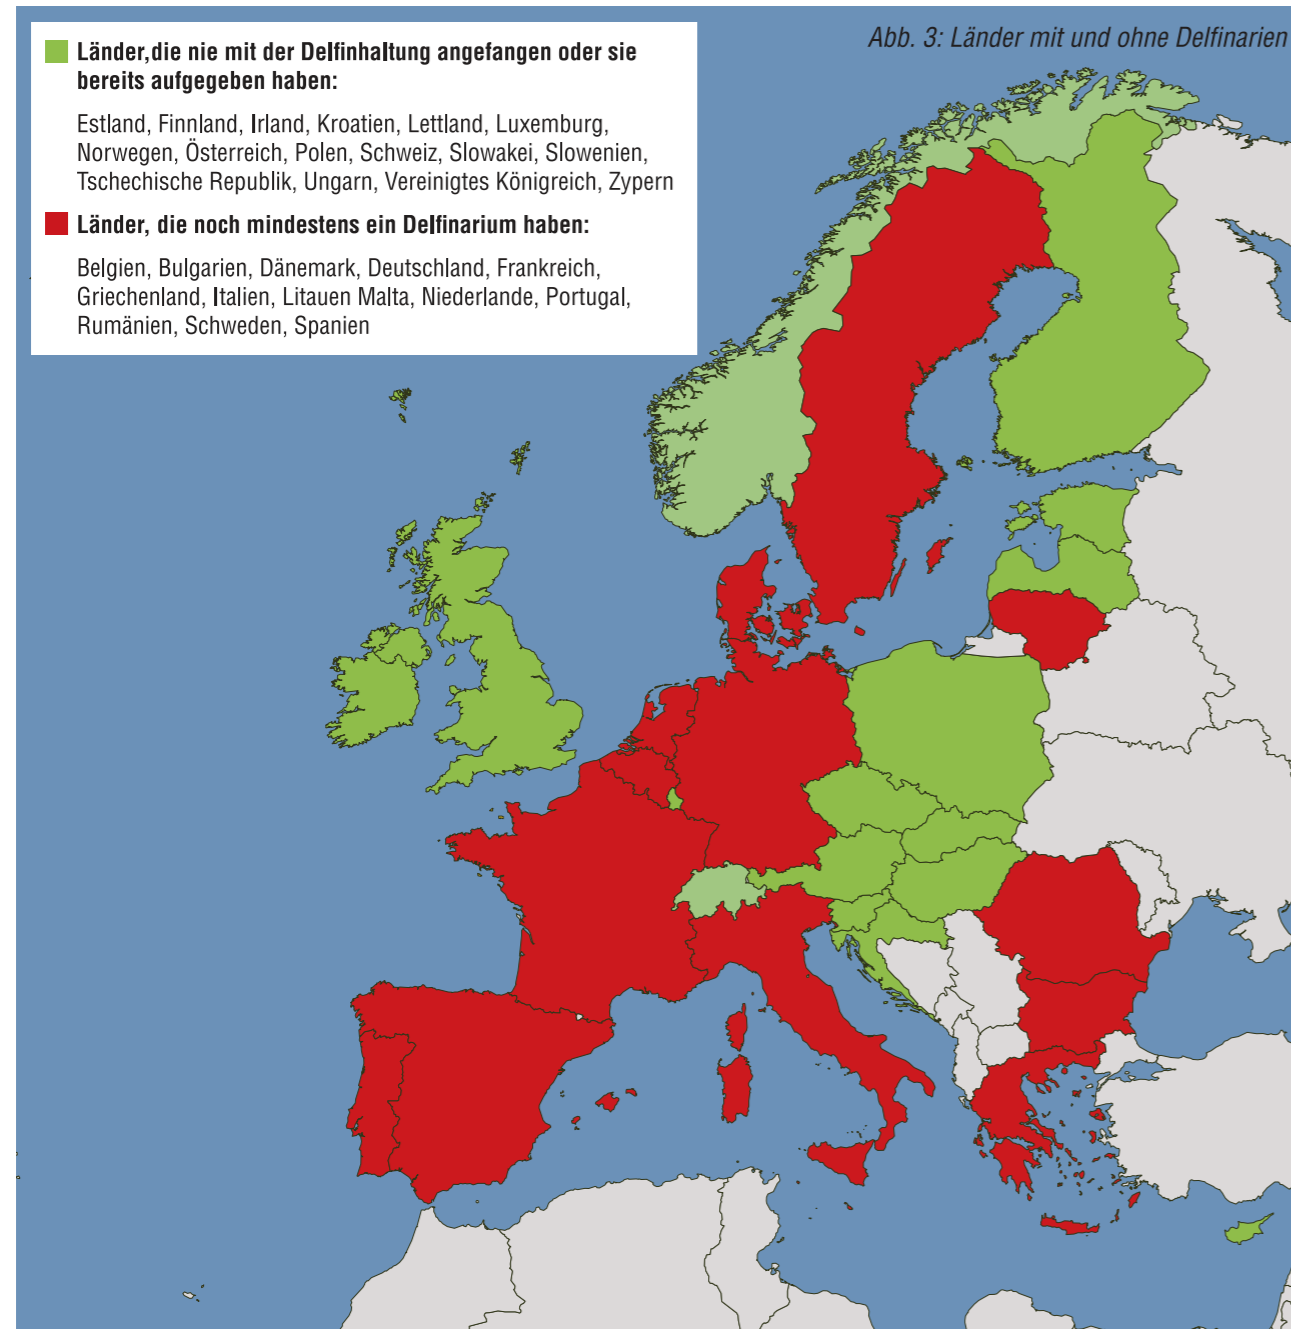 Abb. 3: Länder mit und ohne Delfinarien
Länder,die nie mit der Delfinhaltung angefangen oder sie
bereits aufgegeben haben:
Estland, Finnland, Irland, Kroatien, Lettland, Luxemburg,
Norwegen, Österreich, Polen, Schweiz, Slowakei, Slowenien,
Tschechische Republik, Ungarn, Vereinigtes Königreich, Zypern
Länder, die noch mindestens ein Delfinarium haben:
Belgien, Bulgarien, Dänemark, Deutschland, Frankreich,
Griechenland, Italien, Litauen Malta, Niederlande, Portugal,
Rumänien, Schweden, Spanien